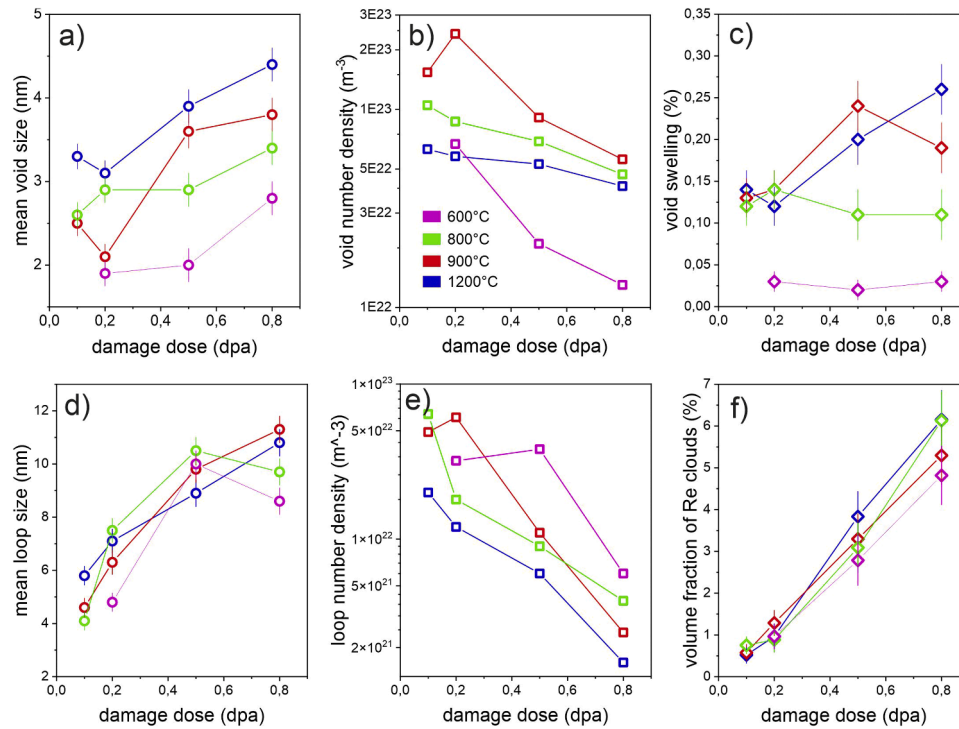 a)
mean void size (nm)
5
4
3
2
0,0 0,2 0,4 0,6 0,8
damage dose (dpa)
b)
void number density (m⁻³)
3E23
2E23
1E23
5E22
3E22
1E22
600°C
800°C
900°C
1200°C
0,0 0,2 0,4 0,6 0,8
damage dose (dpa)
c)
void swelling (%)
0,35
0,30
0,25
0,20
0,15
0,10
0,05
0,00
0,0 0,2 0,4 0,6 0,8
damage dose (dpa)
d)
mean loop size (nm)
12
10
8
6
4
2
0,0 0,2 0,4 0,6 0,8
damage dose (dpa)
e)
loop number density (m^-3)
1×10²³
5×10²²
1×10²²
5×10²¹
2×10²¹
0,0 0,2 0,4 0,6 0,8
damage dose (dpa)
f)
volume fraction of Re clouds (%)
7
6
5
4
3
2
1
0
0,0 0,2 0,4 0,6 0,8
damage dose (dpa)